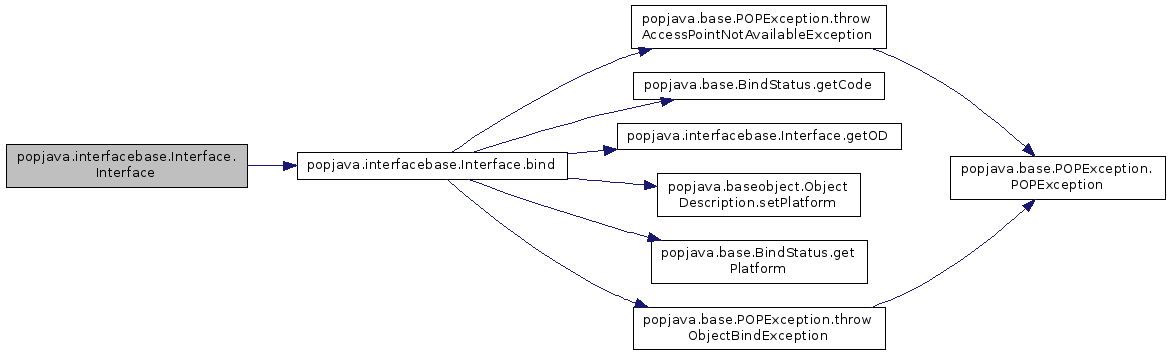 popjava.interfacebase.Interface.
Interface
popjava.interfacebase.Interface.bind
popjava.base.POPException.throw
AccessPointNotAvailableException
popjava.base.BindStatus.getCode
popjava.interfacebase.Interface.getOD
popjava.baseobject.Object
Description.setPlatform
popjava.base.BindStatus.get
Platform
popjava.base.POPException.throw
ObjectBindException
popjava.base.POPException.
POPException